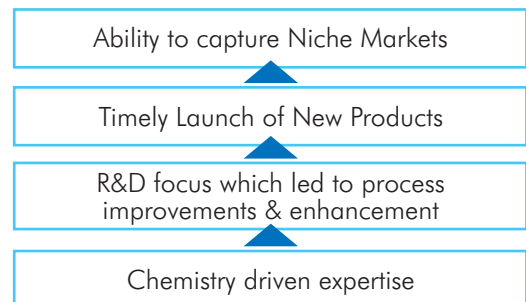 Ability to capture Niche Markets
Timely Launch of New Products
R&D focus which led to process
improvements & enhancement
Chemistry driven expertise